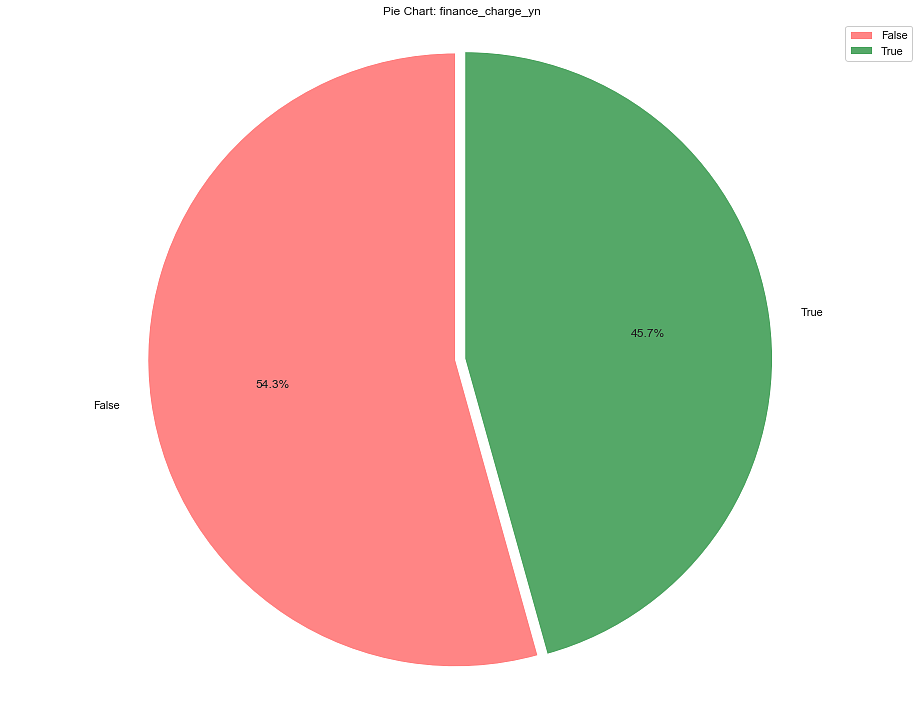 Pie Chart: finance_charge_yn
False
True
True
45.7%
54.3%
False